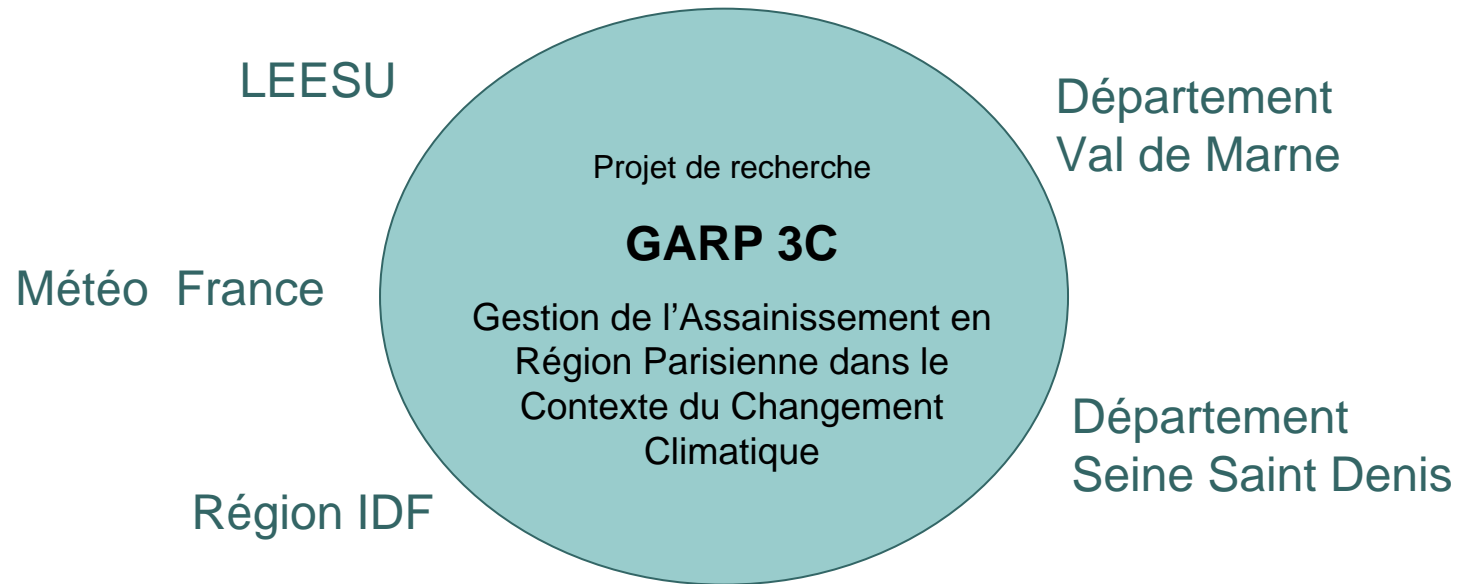 LEESU
Département
Val de Marne
Projet de recherche
GARP 3C
Météo France
Gestion de l’Assainissement en
Région Parisienne dans le
Contexte du Changement
Climatique
Département
Seine Saint Denis
Région IDF